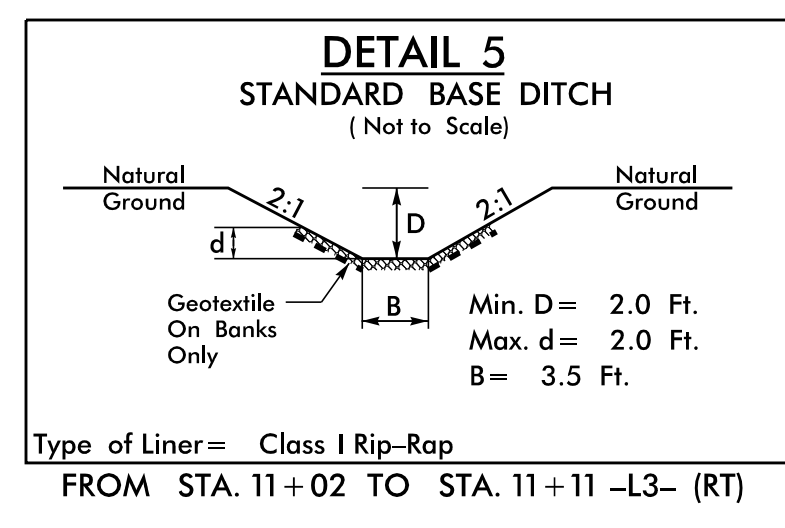 DETAIL 5
STANDARD BASE DITCH
( Not to Scale)
Natural
Ground
2:1
D
2:1
Natural
Ground
d
Geotextile
On Banks
Only
B
Min. D= 2.0 Ft.
Max. d= 2.0 Ft.
B= 3.5 Ft.
Type of Liner= Class I Rip-Rap
FROM STA. 11+02 TO STA. 11+11 -L3- (RT)